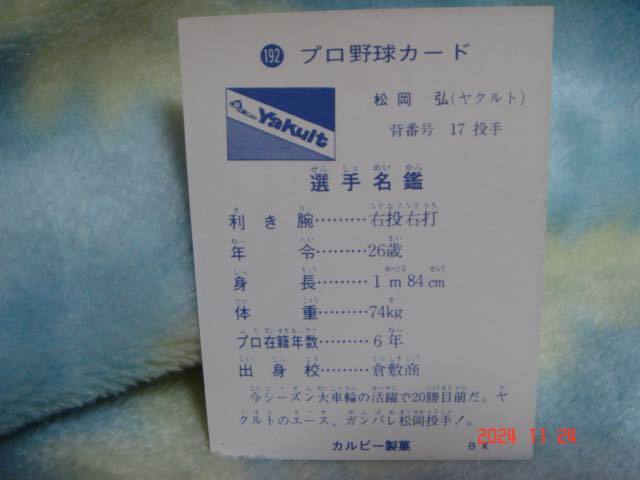 192 プロ野球カード
Yakult
松岡 弘(ヤクルト)
背番号 17 投手
選手名鑑
利き腕………右投右打
年令………26歳
身長………1m84cm
体重………74kg
プロ在籍年数……6年
出身校………倉敷商
今シーズン大車輪の活躍で20勝目前だ。ヤ
クルトのエース、ガンバレ松岡投手！。
カルビー製菓 BK
2024 11 24